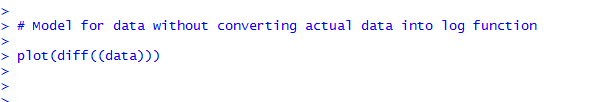 >
> # Model for data without converting actual data into log function
>
> plot(diff((data)))
>
>
>